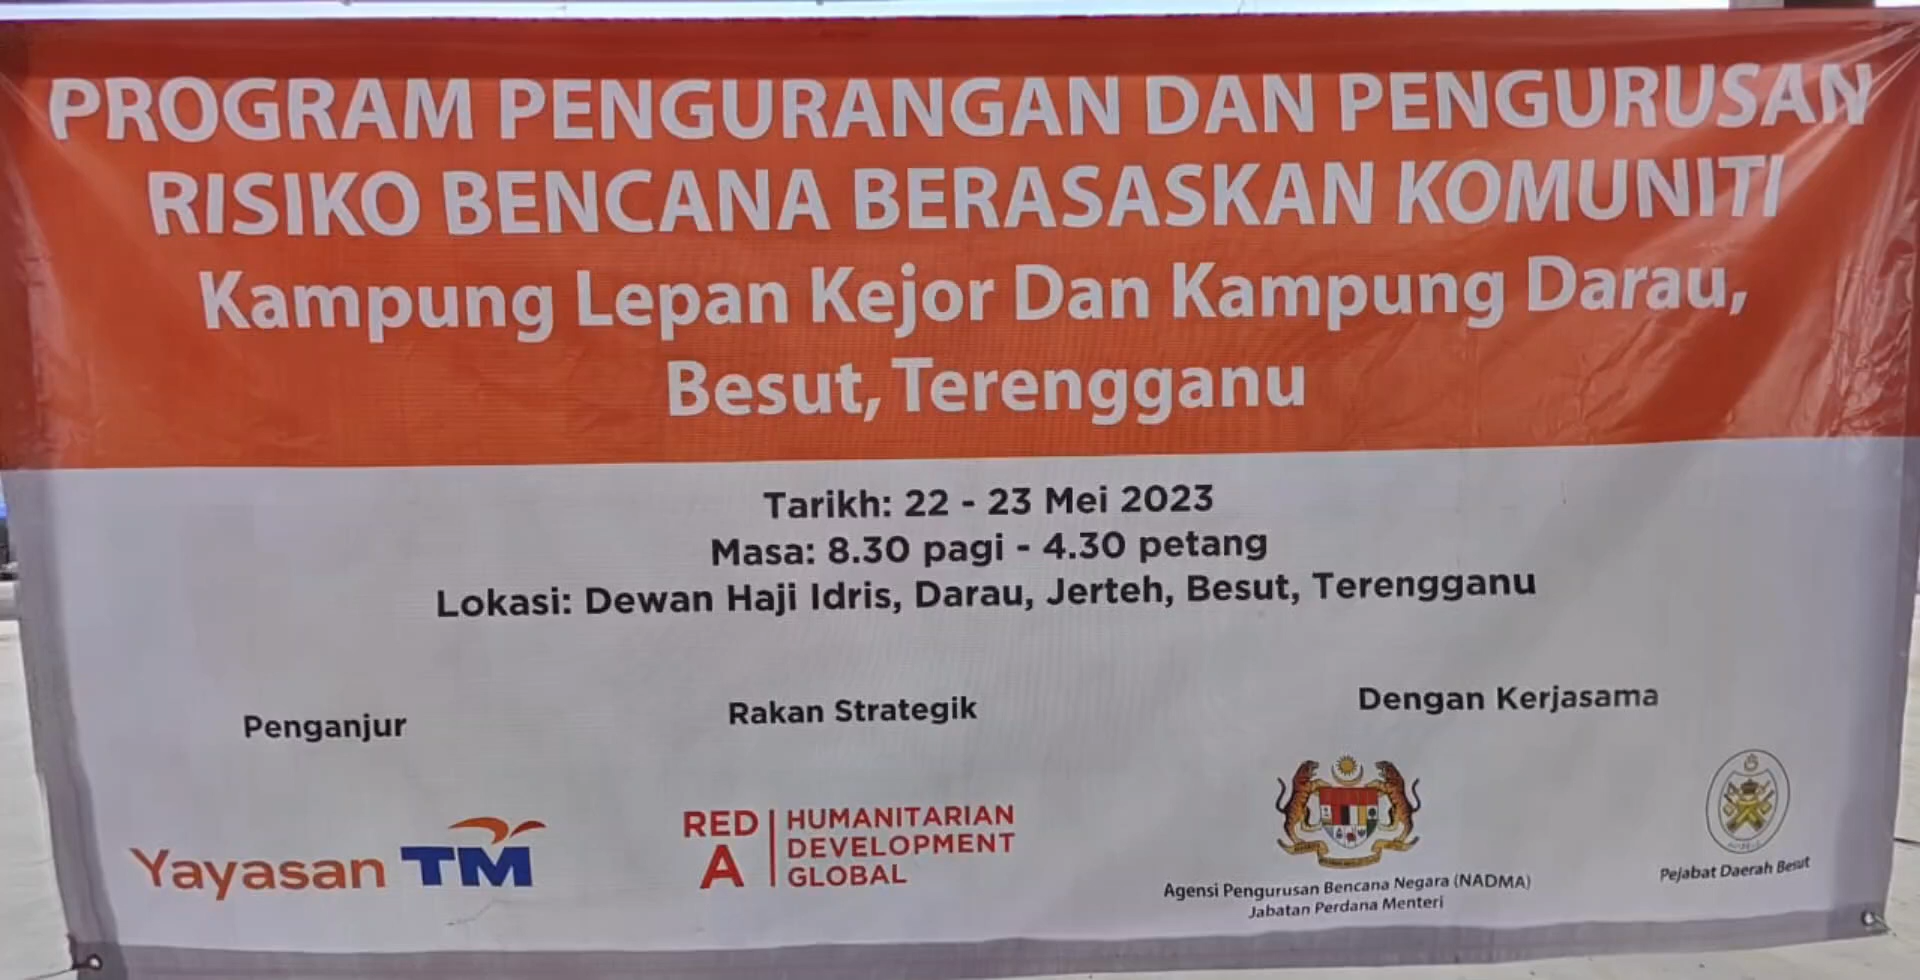 PROGRAM PENGURANGAN DAN PENGURUSAN
RISIKO BENCANA BERASASKAN KOMUNITI
Kampung Lepan Kejor Dan Kampung Darau,
Besut, Terengganu
Tarikh: 22 - 23 Mei 2023
Masa: 8.30 pagi - 4.30 petang
Lokasi: Dewan Haji Idris, Darau, Jerteh, Besut, Terengganu
Penganjur
Yayasan TM
Rakan Strategik
RED
A
HUMANITARIAN
DEVELOPMENT
GLOBAL
Dengan Kerjasama
Agensi Pengurusan Bencana Negara (NADMA)
Jabatan Perdana Menteri
Pejabat Daerah Besut